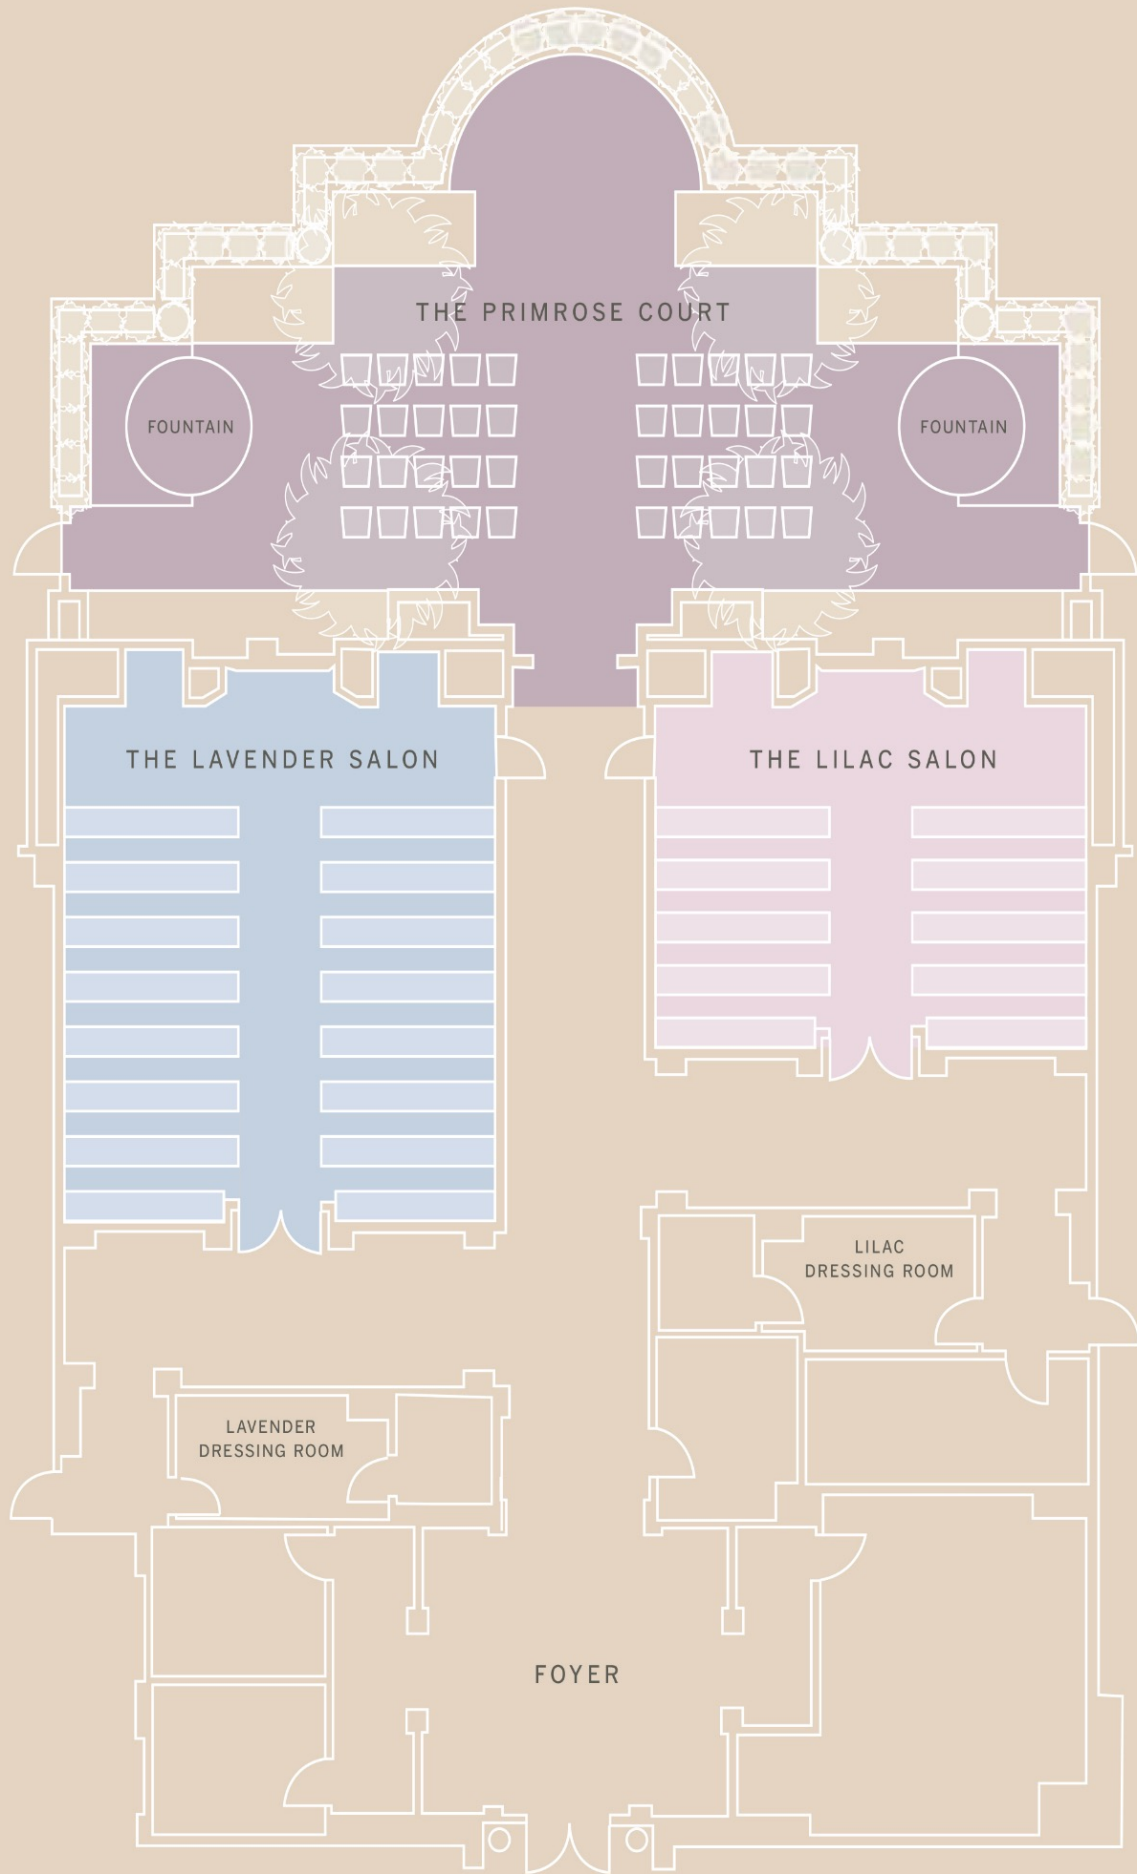 THE PRIMROSE COURT
FOUNTAIN
FOUNTAIN
THE LAVENDER SALON
THE LILAC SALON
LILAC
DRESSING ROOM
LAVENDER
DRESSING ROOM
FOYER